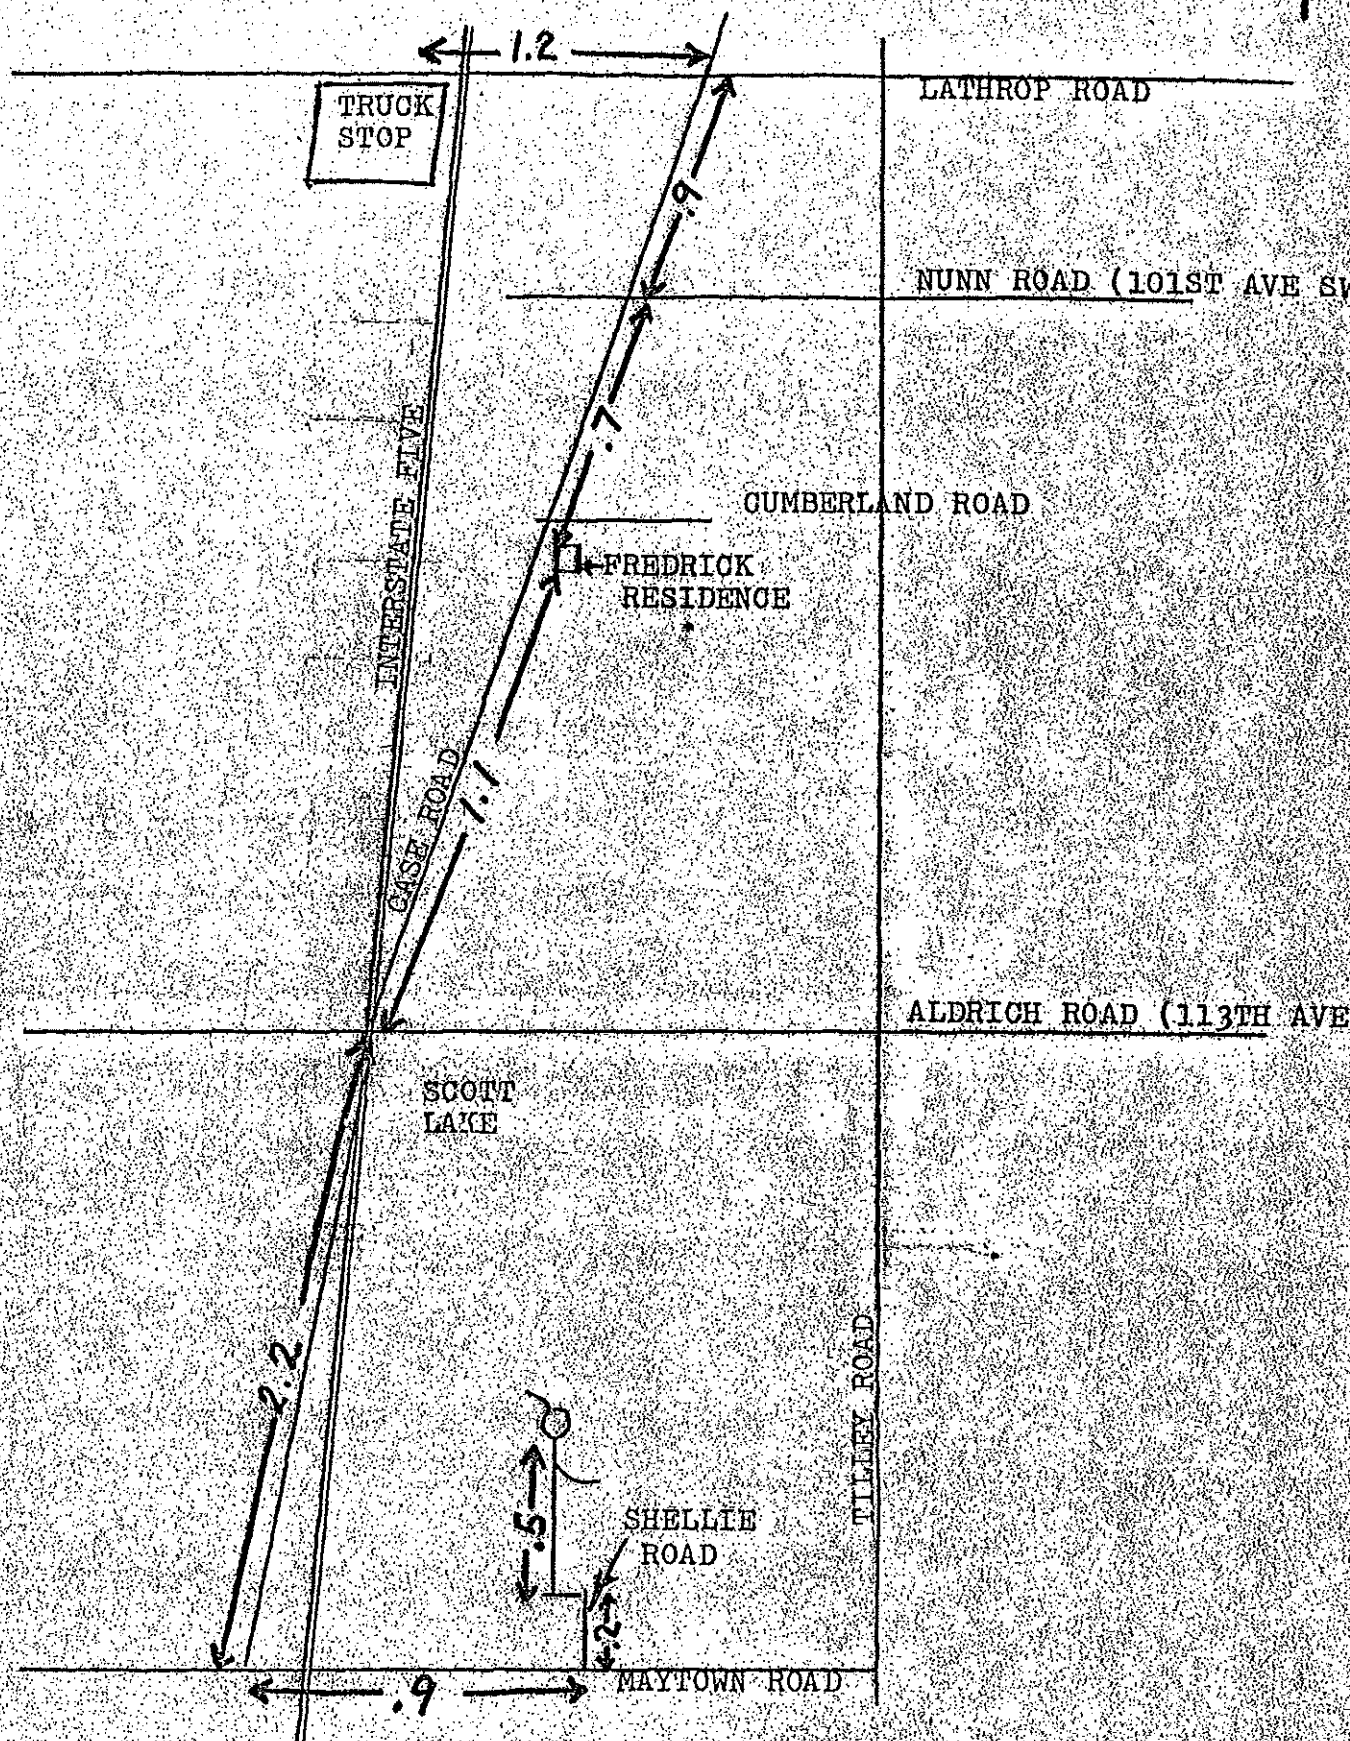 1.2
LATHROP ROAD
TRUCK
STOP
.9
NUNN ROAD (101ST AVE SW
INTERSTATE FIVE
.7
CUMBERLAND ROAD
FREDRICK
RESIDENCE
CASE ROAD
1.1
ALDRICH ROAD (113TH AVE
SCOTT
LAKE
2.2
TILLEY ROAD
.5
SHELLIE
ROAD
.2
MAYTOWN ROAD
.9